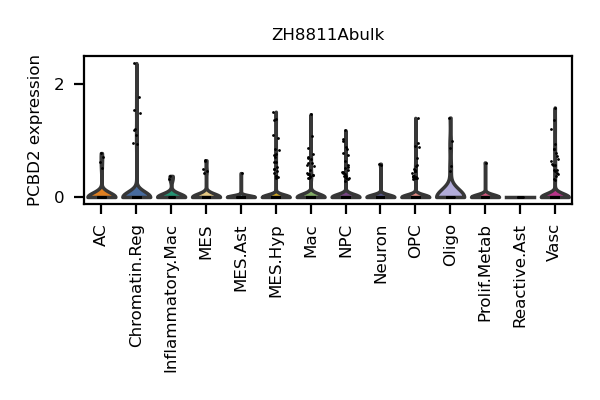 ZH8811Abulk
PCBD2 expression
2
0
AC
Chromatin.Reg
Inflammatory.Mac
MES
MES.Ast
MES.Hyp
Mac
NPC
Neuron
OPC
Oligo
Prolif.Metab
Reactive.Ast
Vasc